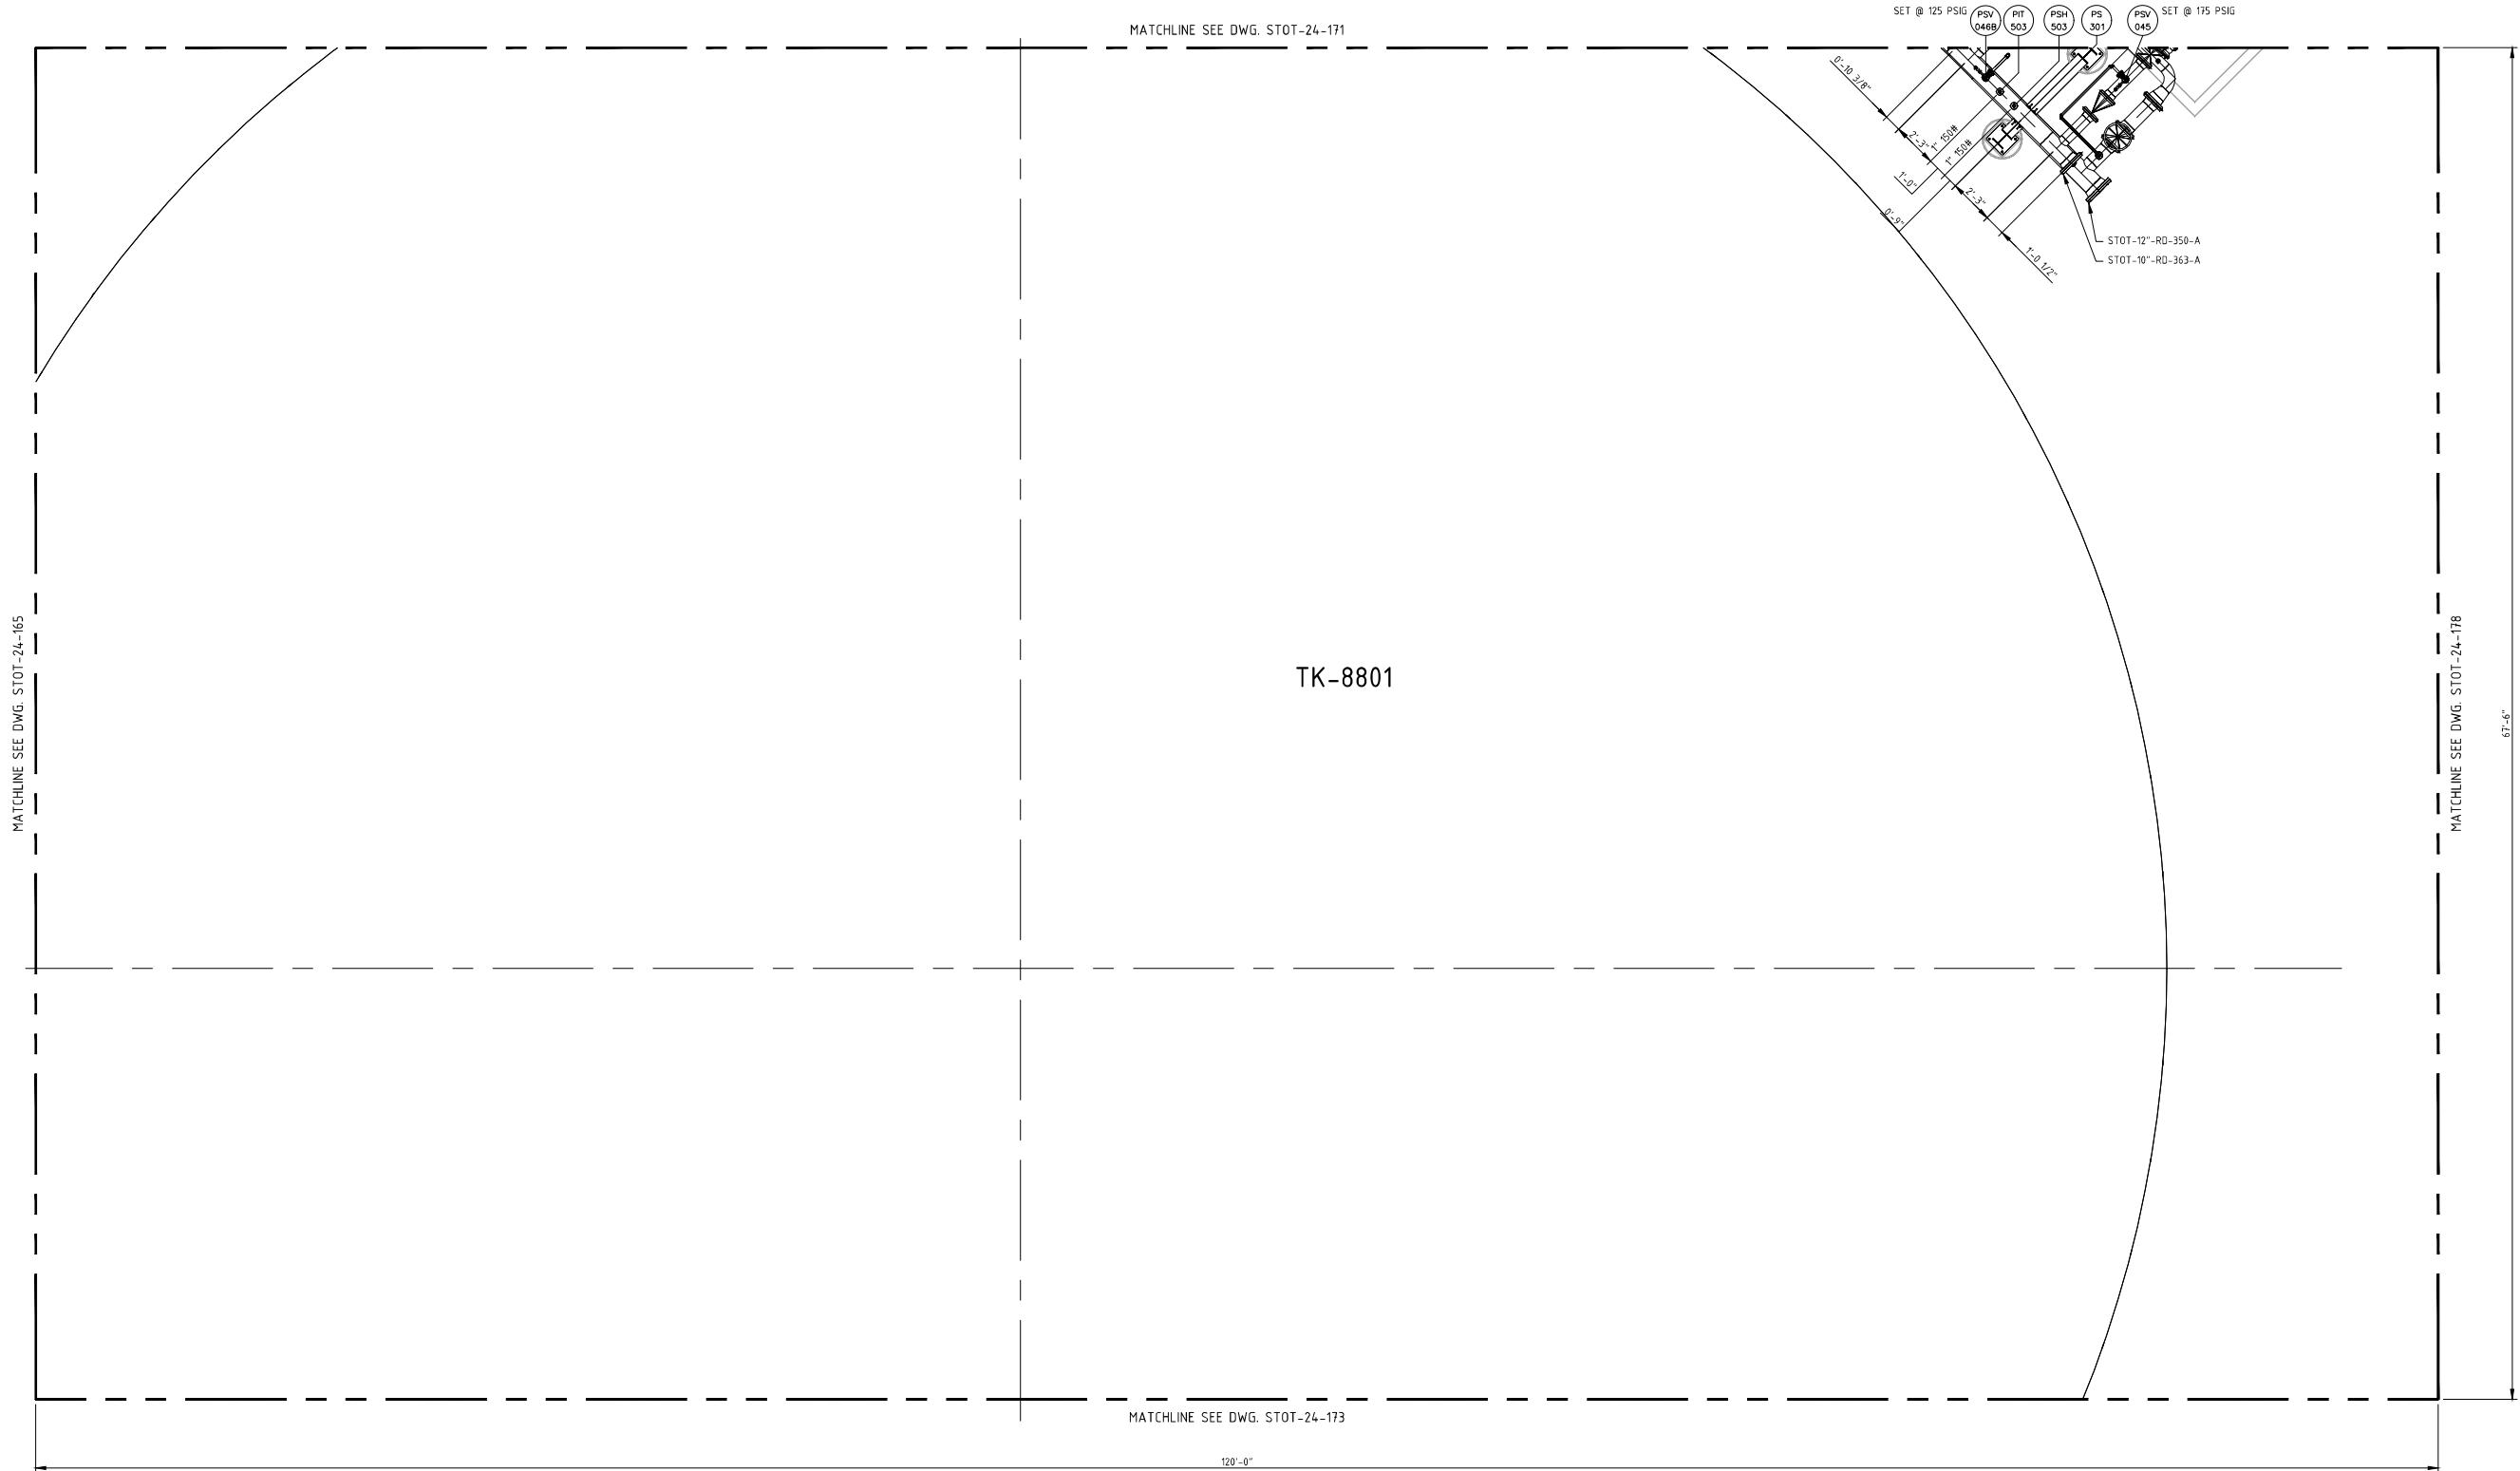 SET @ 125 PSIG
PSV
046B
PIT
503
PSH
503
PS
301
PSV
045
SET @ 175 PSIG
MATCHLINE SEE DWG. STOT-24-171
0'-10 3/8"
2'-3"
1" 150#
1" 150#
1'-0"
2'-3"
0'-9"
1'-0 1/2"
STOT-12"-RD-350-A
STOT-10"-RD-363-A
MATCHLINE SEE DWG. STOT-24-165
TK-8801
MATCHLINE SEE DWG. STOT-24-178
67'-6"
MATCHLINE SEE DWG. STOT-24-173
120'-0"